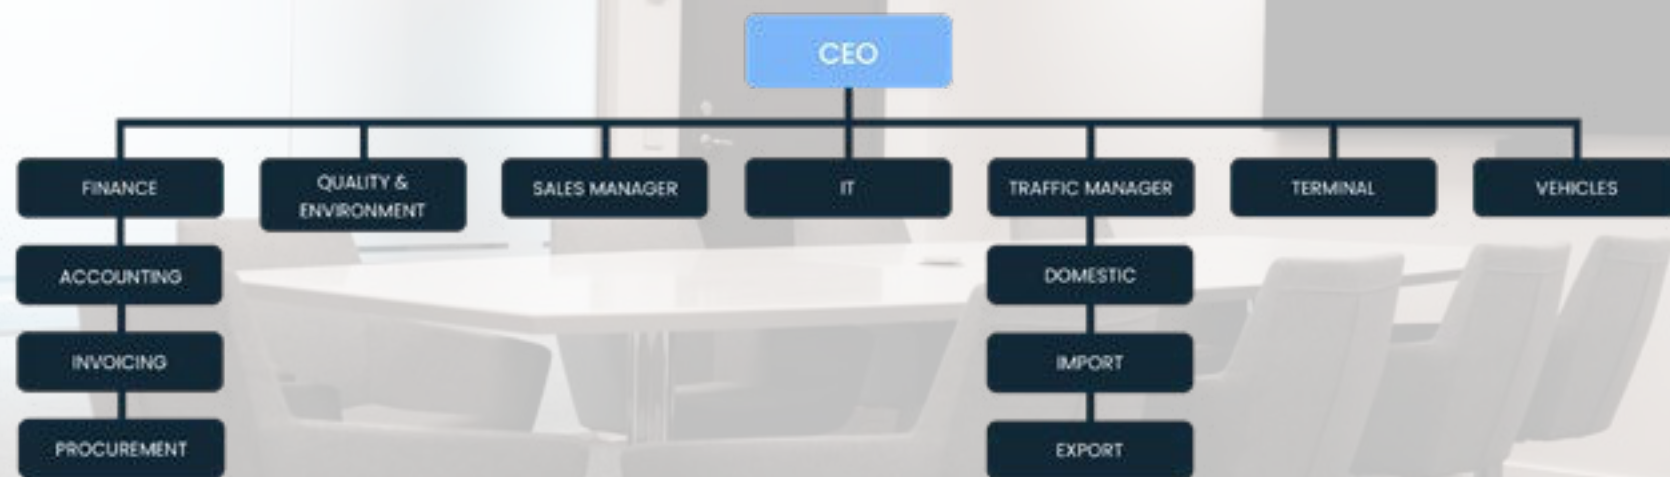 CEO
FINANCE
QUALITY &
ENVIRONMENT
SALES MANAGER
IT
TRAFFIC MANAGER
TERMINAL
VEHICLES
ACCOUNTING
DOMESTIC
INVOICING
IMPORT
PROCUREMENT
EXPORT